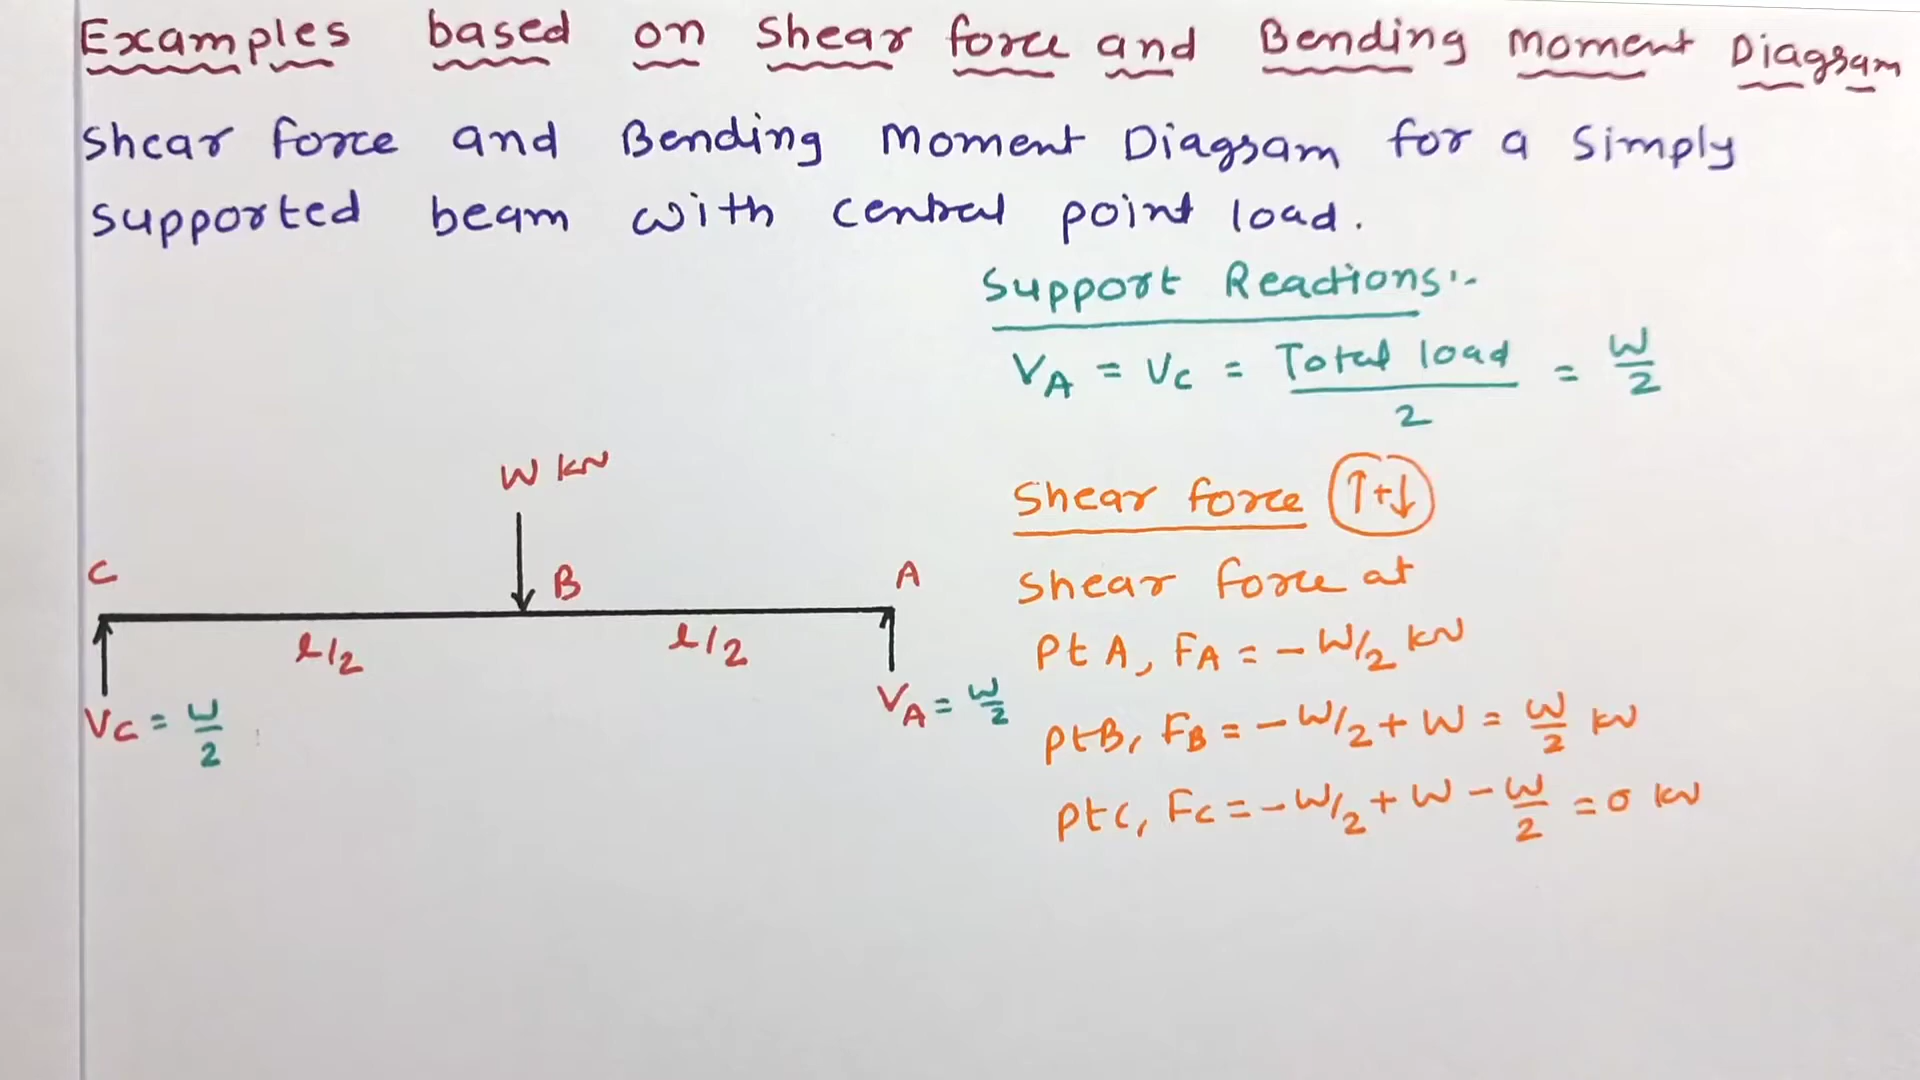 Examples based on Shear force and Bending Moment Diagram
Shear force and Bending Moment Diagram for a Simply
supported beam with central point load.
Support Reactions:-
VA = VC = Total load / 2 = W/2
W kN
Shear force (↑+↓)
C B A
Shear force at
l/2 l/2
Pt A, FA = -W/2 kN
VC = W/2 VA = W/2
Pt B, FB = -W/2 + W = W/2 kN
Pt C, FC = -W/2 + W - W/2 = 0 kN